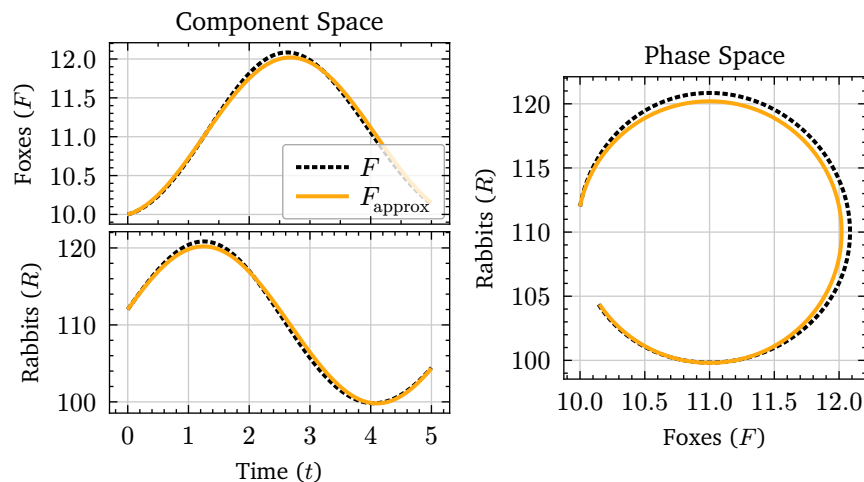 Component Space
12.0
11.5
11.0
10.5
10.0
Foxes (F)
F
F_approx
120
110
100
Rabbits (R)
0 1 2 3 4 5
Time (t)
Phase Space
120
115
110
105
100
Rabbits (R)
10.0 10.5 11.0 11.5 12.0
Foxes (F)